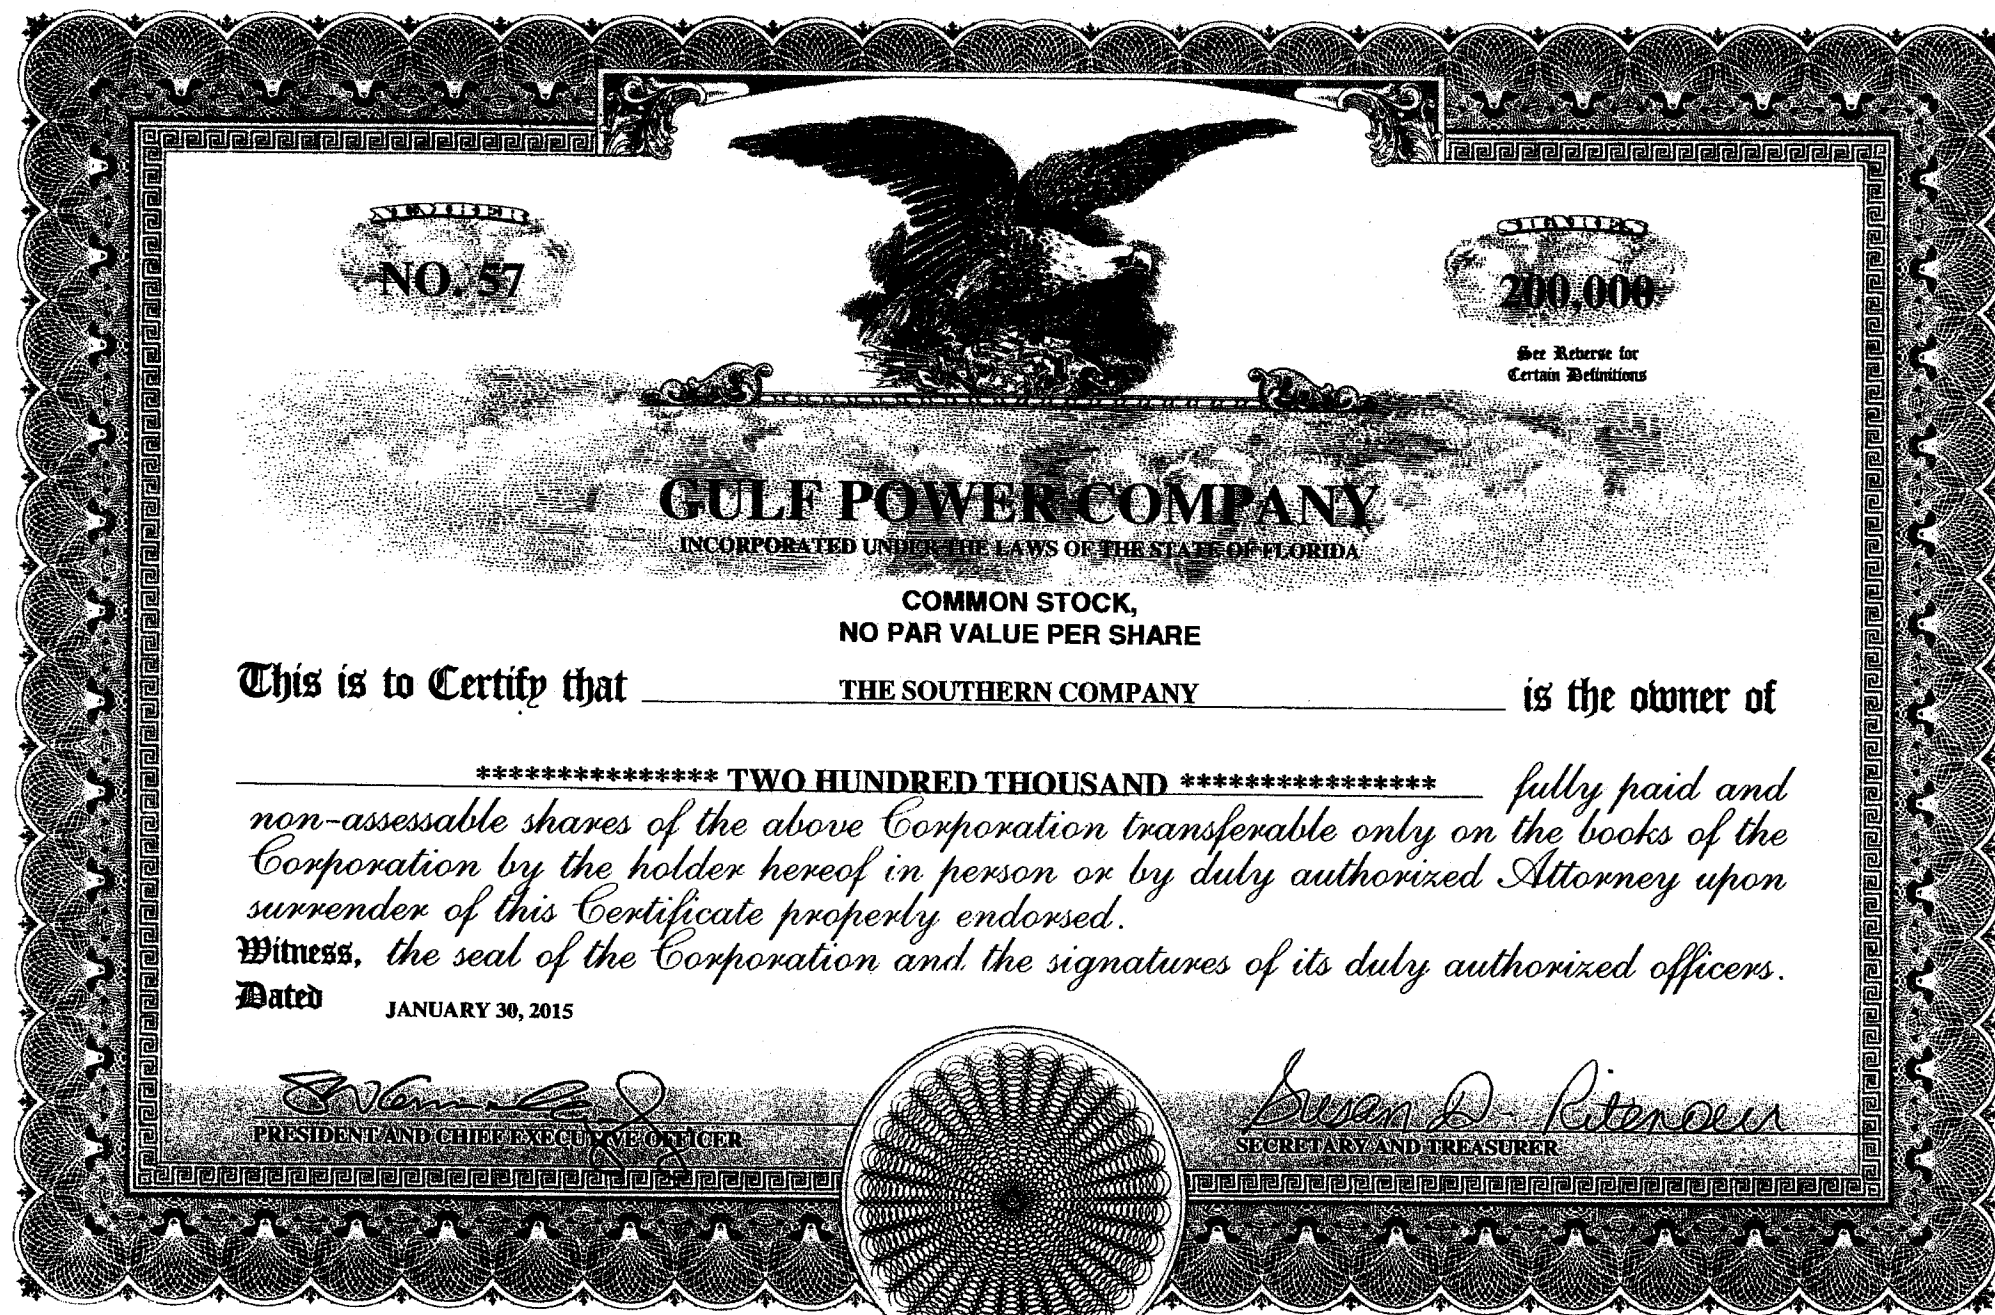 NUMBER
NO. 57
SHARES
200,000
See Reverse for
Certain Definitions
GULF POWER COMPANY
INCORPORATED UNDER THE LAWS OF THE STATE OF FLORIDA
COMMON STOCK,
NO PAR VALUE PER SHARE
This is to Certify that THE SOUTHERN COMPANY is the owner of
*************** TWO HUNDRED THOUSAND **************** fully paid and
non-assessable shares of the above Corporation transferable only on the books of the
Corporation by the holder hereof in person or by duly authorized Attorney upon
surrender of this Certificate properly endorsed.
Witness, the seal of the Corporation and the signatures of its duly authorized officers.
Dated JANUARY 30, 2015
Susan D. Ritenour
PRESIDENT AND CHIEF EXECUTIVE OFFICER
SECRETARY AND TREASURER